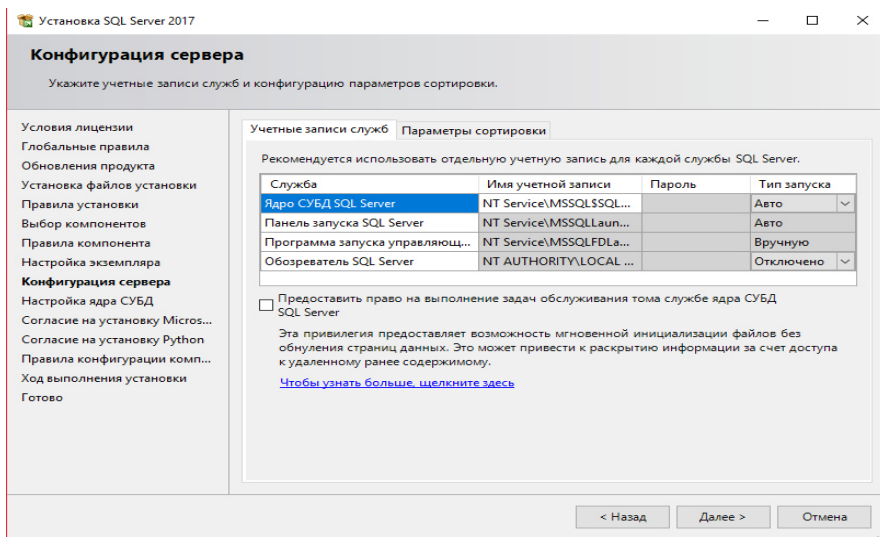 Установка SQL Server 2017
Конфигурация сервера
Укажите учетные записи служб и конфигурацию параметров сортировки.
Условия лицензии
Глобальные правила
Обновления продукта
Установка файлов установки
Правила установки
Выбор компонентов
Правила компонента
Настройка экземпляра
Конфигурация сервера
Настройка ядра СУБД
Согласие на установку Micros...
Согласие на установку Python
Правила конфигурации комп...
Ход выполнения установки
Готово
Учетные записи служб Параметры сортировки
Рекомендуется использовать отдельную учетную запись для каждой службы SQL Server.
Служба Имя учетной записи Пароль Тип запуска
Ядро СУБД SQL Server NT Service\MSSQL$SQL... Авто
Панель запуска SQL Server NT Service\MSSQLLaun... Авто
Программа запуска управляющ... NT Service\MSSQLFDLa... Вручную
Обозреватель SQL Server NT AUTHORITY\LOCAL ... Отключено
Предоставить право на выполнение задач обслуживания тома службе ядра СУБД
SQL Server
Эта привилегия предоставляет возможность мгновенной инициализации файлов без
обнуления страниц данных. Это может привести к раскрытию информации за счет доступа
к удаленному ранее содержимому.
Чтобы узнать больше, щелкните здесь
< Назад Далее > Отмена